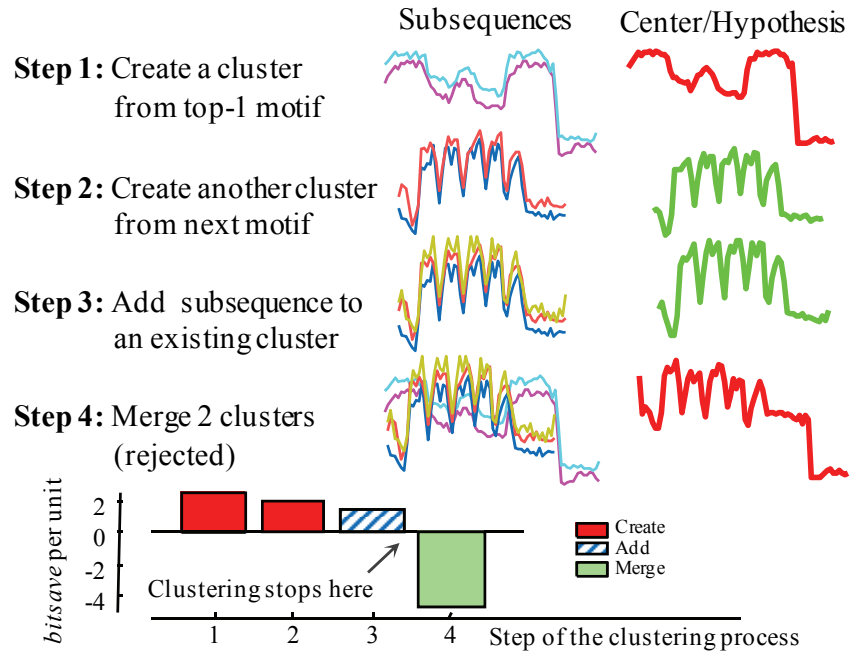 Subsequences
Center/Hypothesis
Step 1: Create a cluster
from top-1 motif
Step 2: Create another cluster
from next motif
Step 3: Add subsequence to
an existing cluster
Step 4: Merge 2 clusters
(rejected)
bitsave per unit
2
0
-2
-4
Clustering stops here
Create
Add
Merge
1 2 3 4 Step of the clustering process